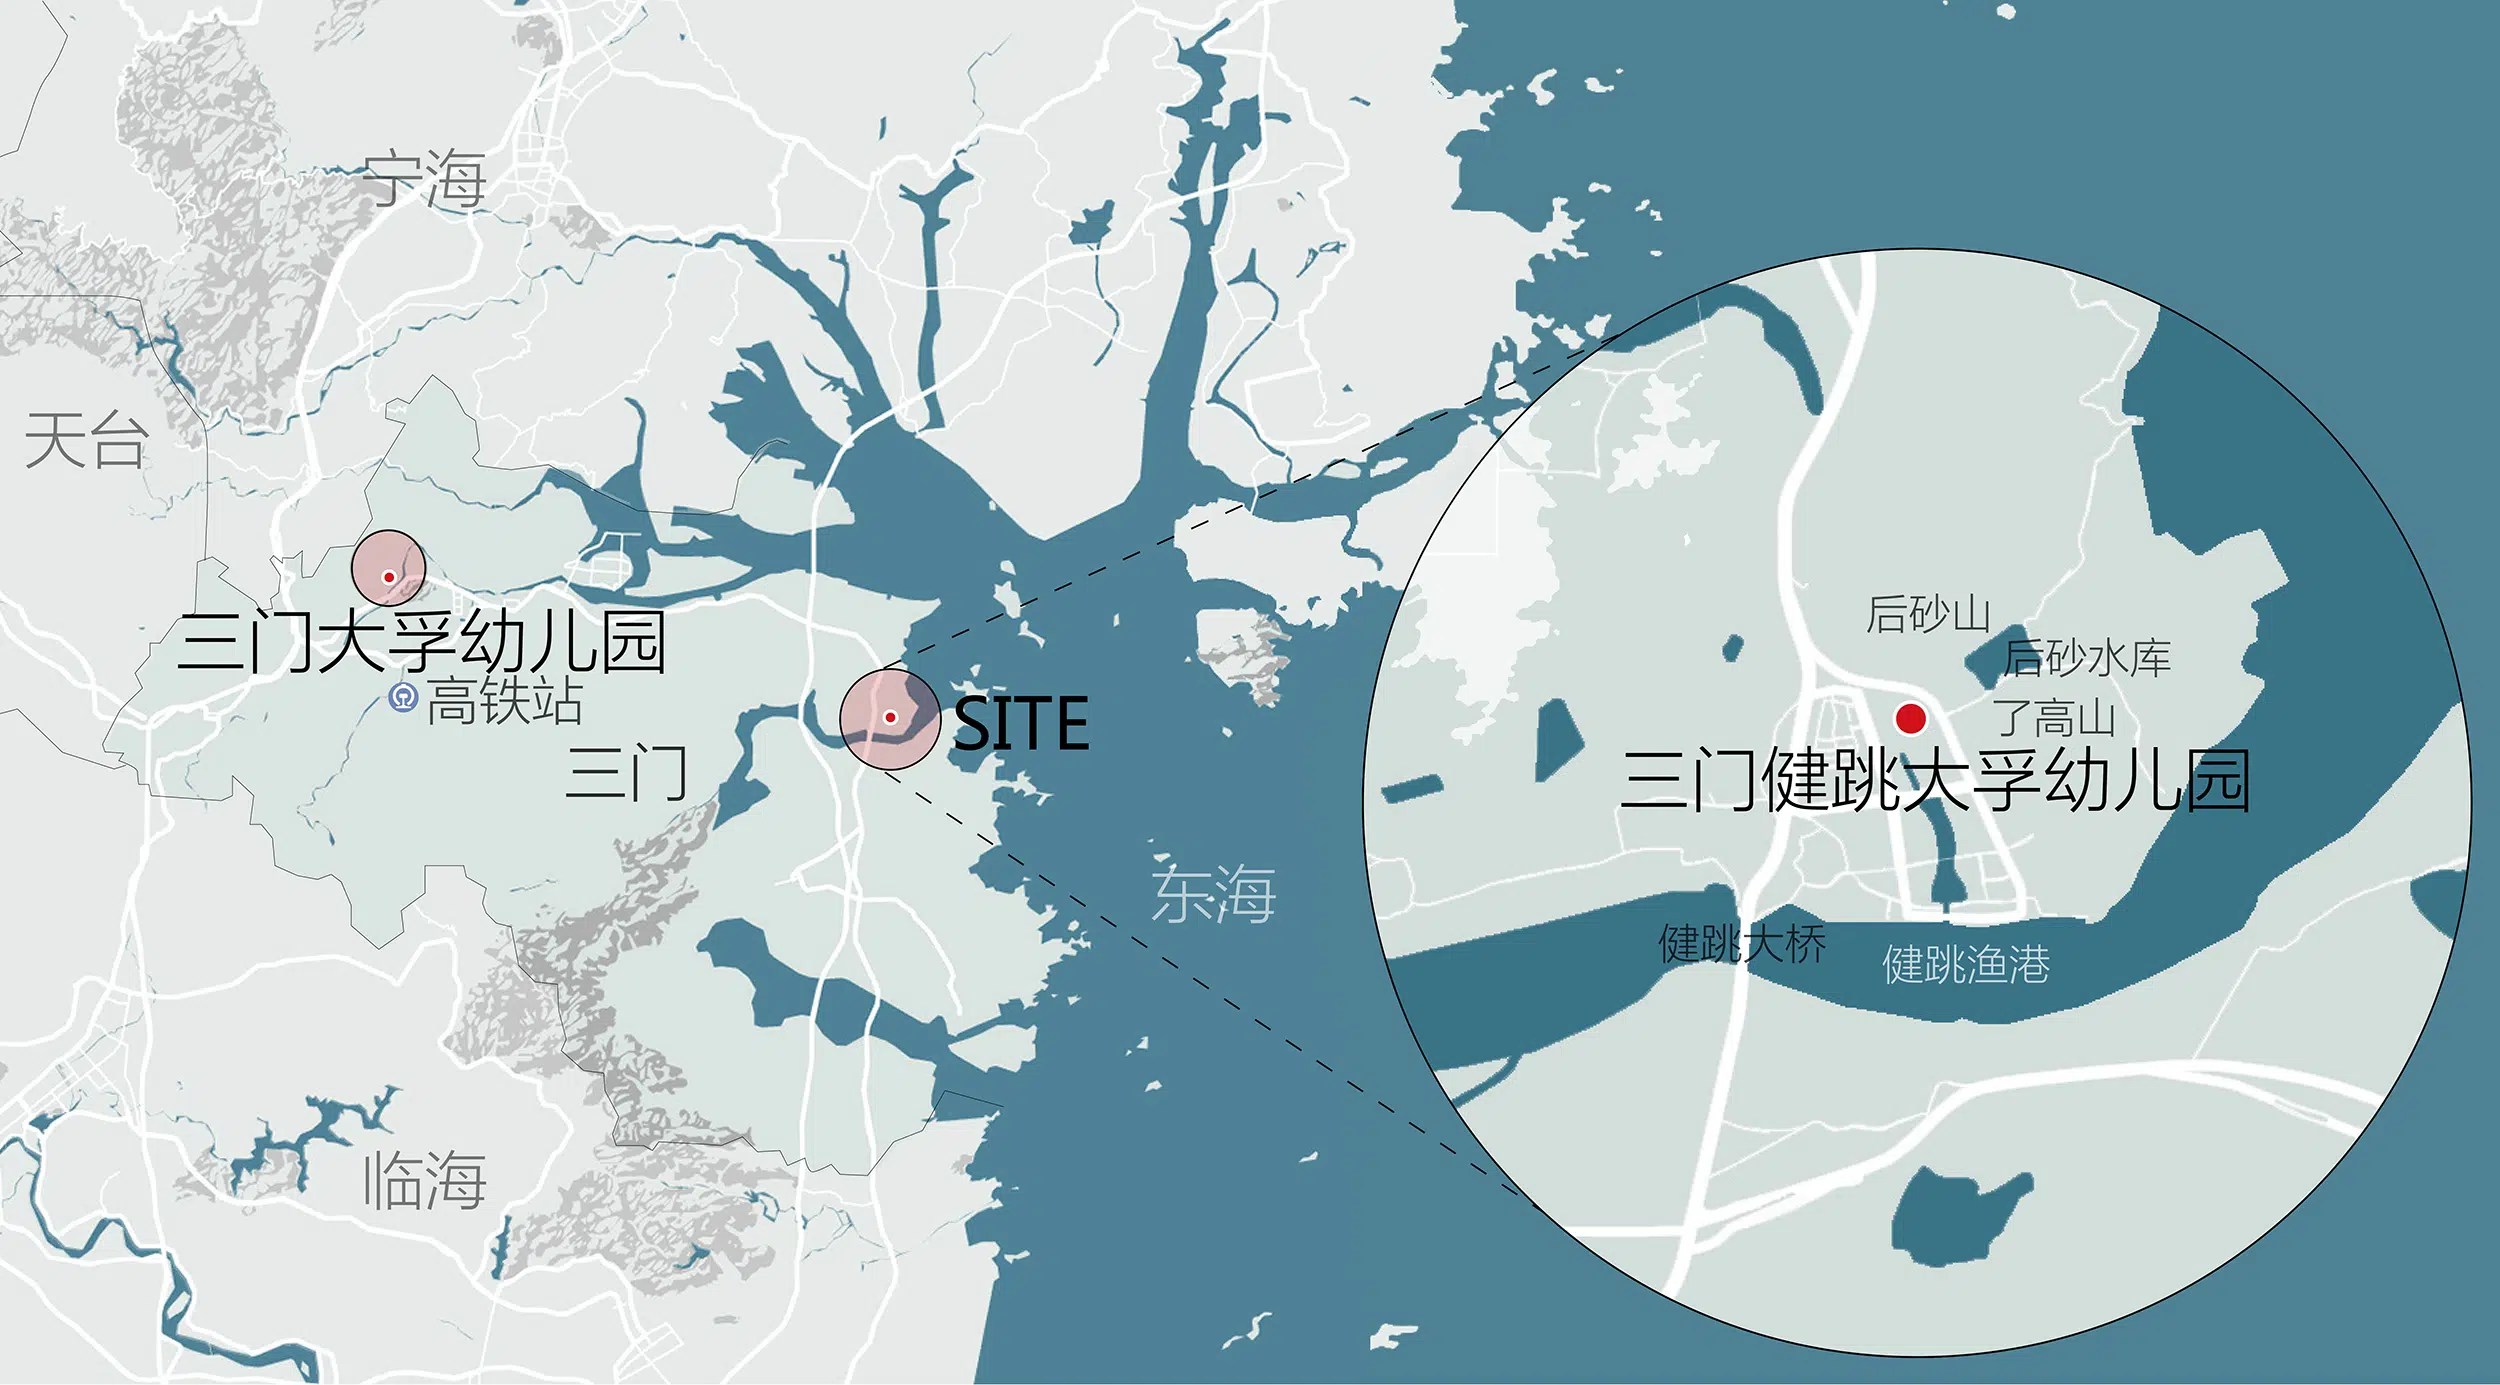 宁海
天台
三门大孚幼儿园
高铁站
三门
SITE
东海
临海
后砂山
后砂水库
了高山
三门健跳大孚幼儿园
健跳大桥
健跳渔港